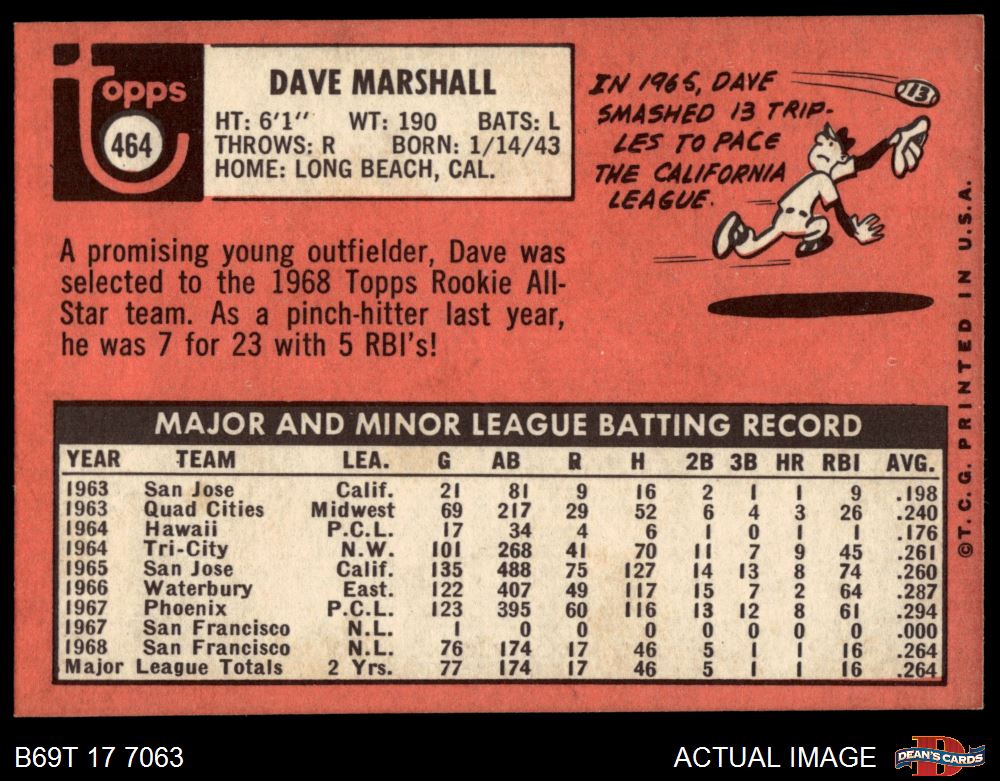 Topps
464
DAVE MARSHALL
HT: 6'1" WT: 190 BATS: L
THROWS: R BORN: 1/14/43
HOME: LONG BEACH, CAL.
IN 1965, DAVE
SMASHED 13 TRIP-
LES TO PACE
THE CALIFORNIA
LEAGUE.
13
A promising young outfielder, Dave was
selected to the 1968 Topps Rookie All-
Star team. As a pinch-hitter last year,
he was 7 for 23 with 5 RBI's!
MAJOR AND MINOR LEAGUE BATTING RECORD
YEAR TEAM LEA. G AB R H 2B 3B HR RBI AVG.
1963 San Jose Calif. 21 81 9 16 2 1 1 9 .198
1963 Quad Cities Midwest 69 217 29 52 6 4 3 26 .240
1964 Hawaii P.C.L. 17 34 4 6 1 0 1 1 .176
1964 Tri-City N.W. 101 268 41 70 11 7 9 45 .261
1965 San Jose Calif. 135 488 75 127 14 13 8 74 .260
1966 Waterbury East. 122 407 49 117 15 7 2 64 .287
1967 Phoenix P.C.L. 123 395 60 116 13 12 8 61 .294
1967 San Francisco N.L. 1 0 0 0 0 0 0 0 .000
1968 San Francisco N.L. 76 174 17 46 5 1 1 16 .264
Major League Totals 2 Yrs. 77 174 17 46 5 1 1 16 .264
©T.C.G. PRINTED IN U.S.A.
B69T 17 7063
ACTUAL IMAGE
D
DEAN'S CARDS